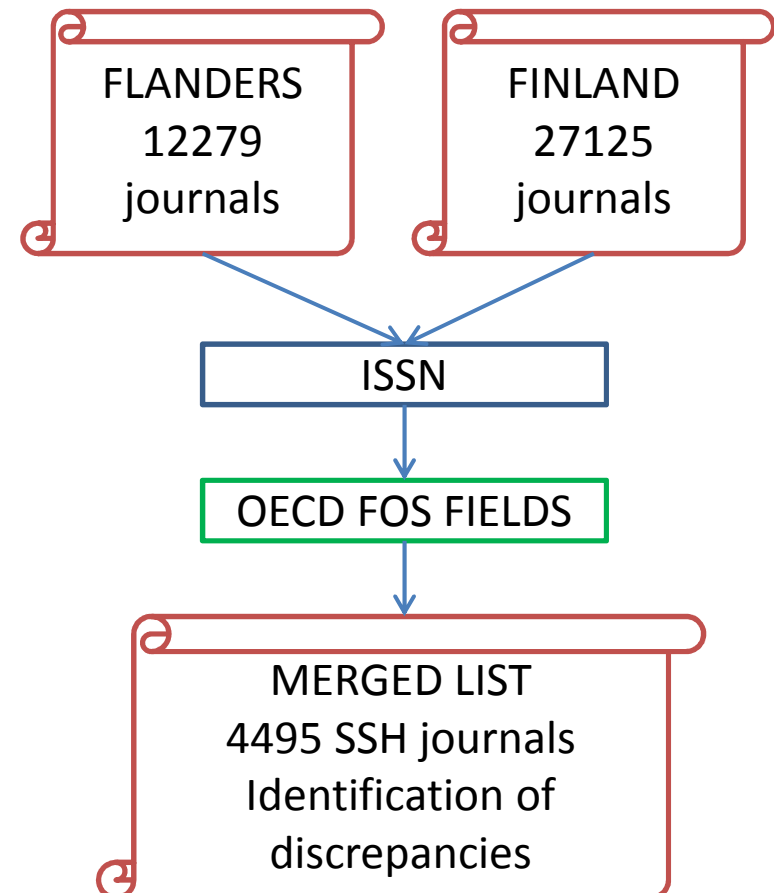 FLANDERS
12279
journals
FINLAND
27125
journals
ISSN
OECD FOS FIELDS
MERGED LIST
4495 SSH journals
Identification of
discrepancies